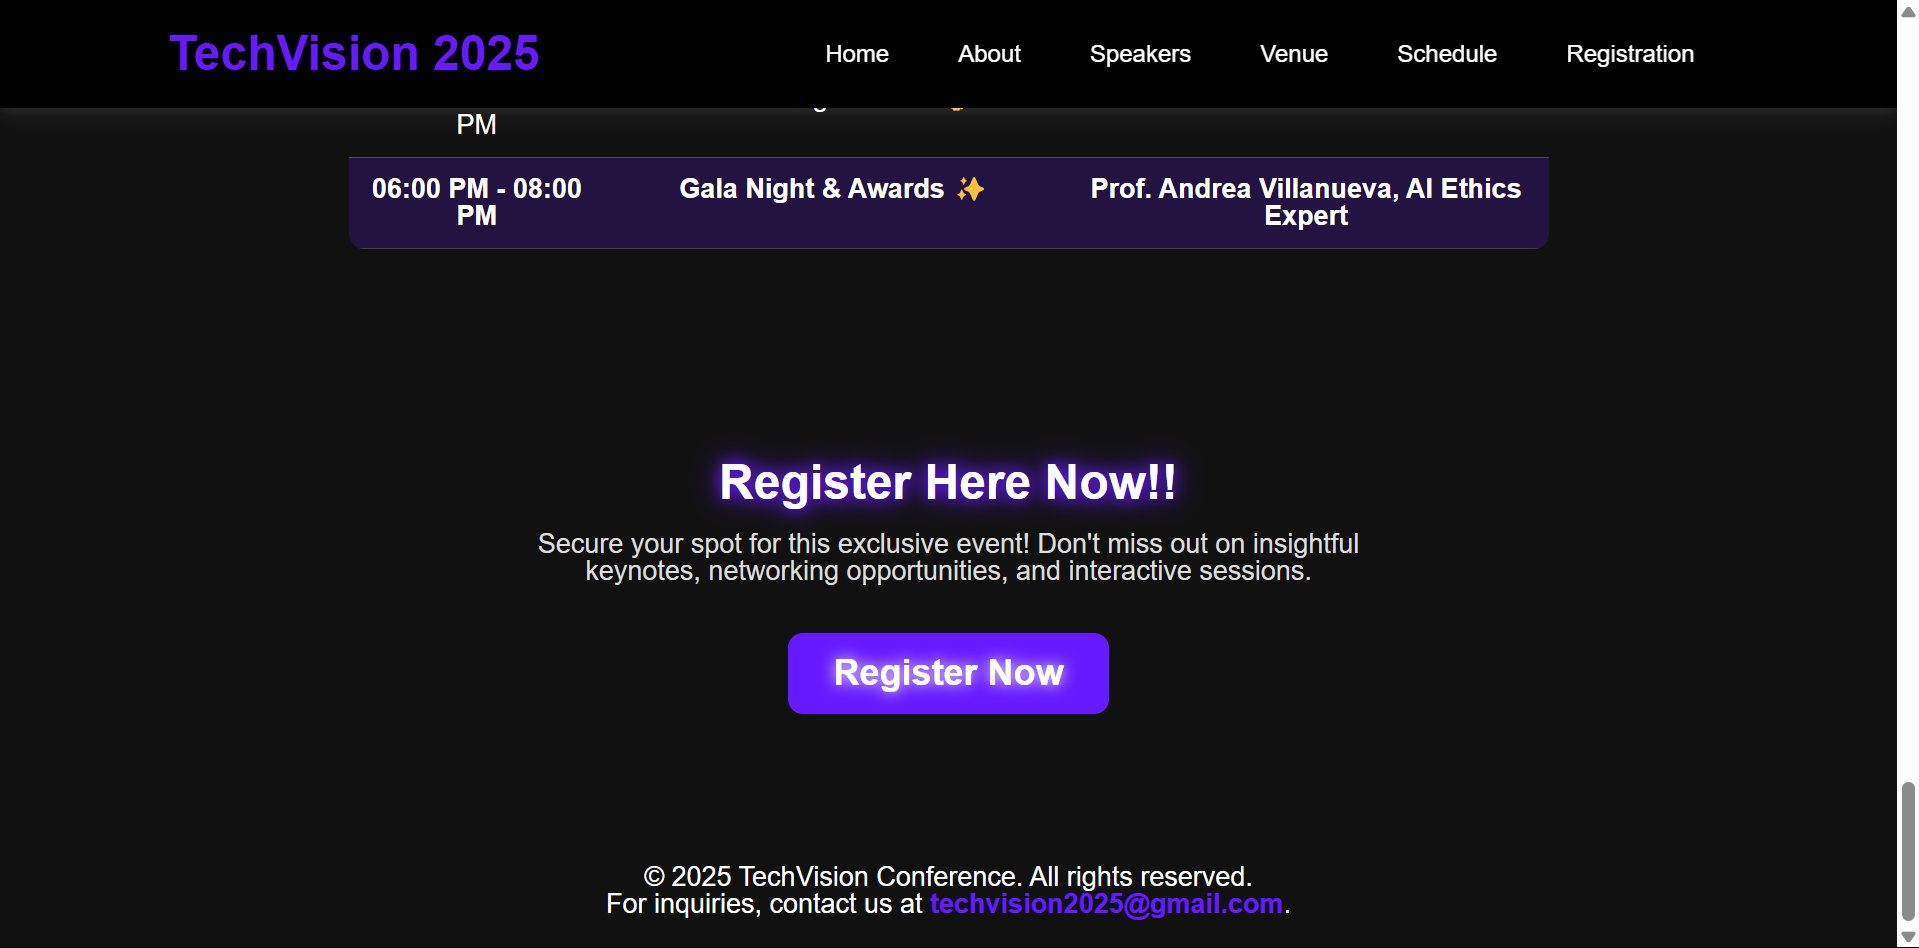 TechVision 2025
Home About Speakers Venue Schedule Registration
PM
06:00 PM - 08:00 Gala Night & Awards ✨ Prof. Andrea Villanueva, AI Ethics
PM Expert
Register Here Now!!
Secure your spot for this exclusive event! Don't miss out on insightful
keynotes, networking opportunities, and interactive sessions.
Register Now
© 2025 TechVision Conference. All rights reserved.
For inquiries, contact us at techvision2025@gmail.com.